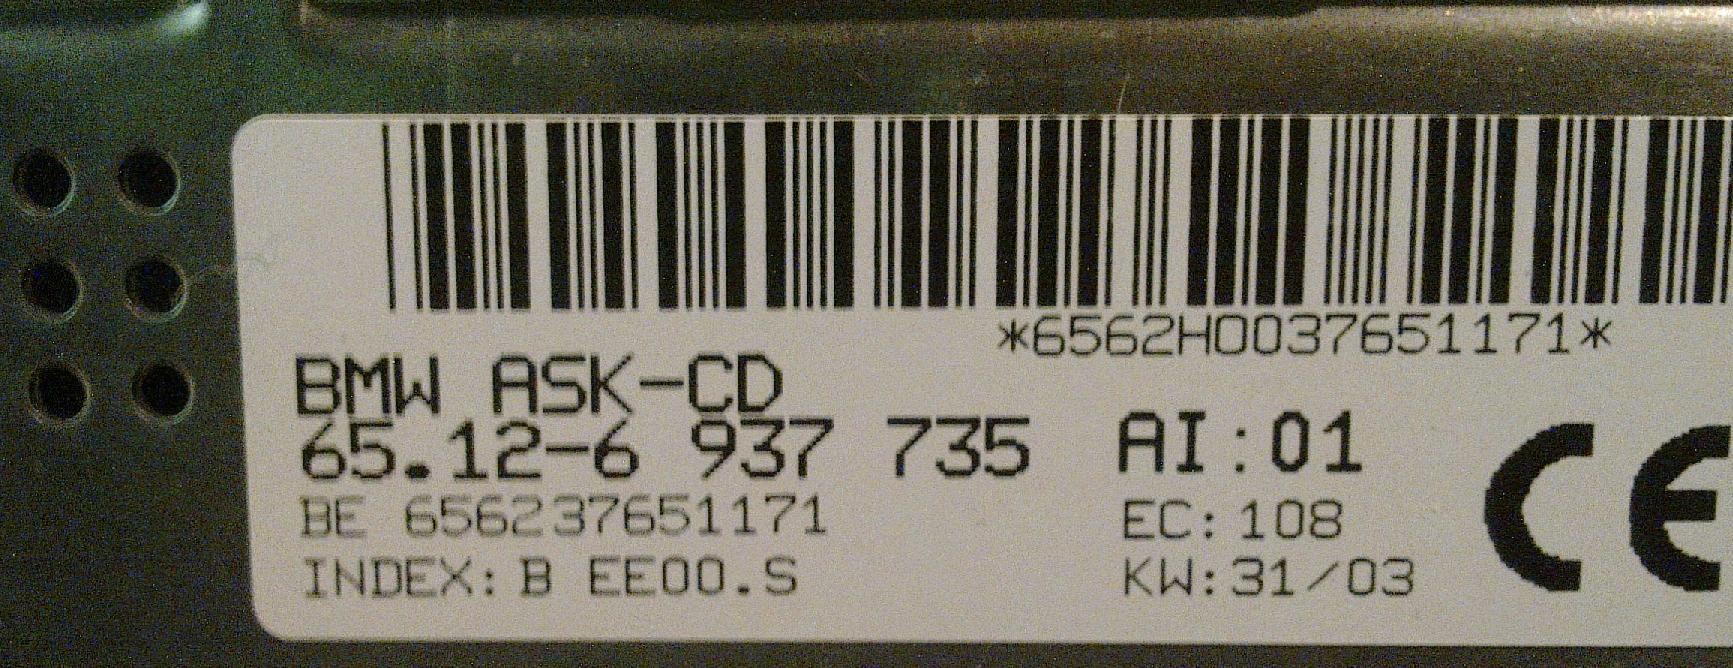 *6562H0037651171*
BMW ASK-CD
65.12-6 937 735 AI:01
BE 656237651171 EC:108
INDEX: B EE00.S KW:31/03
CE